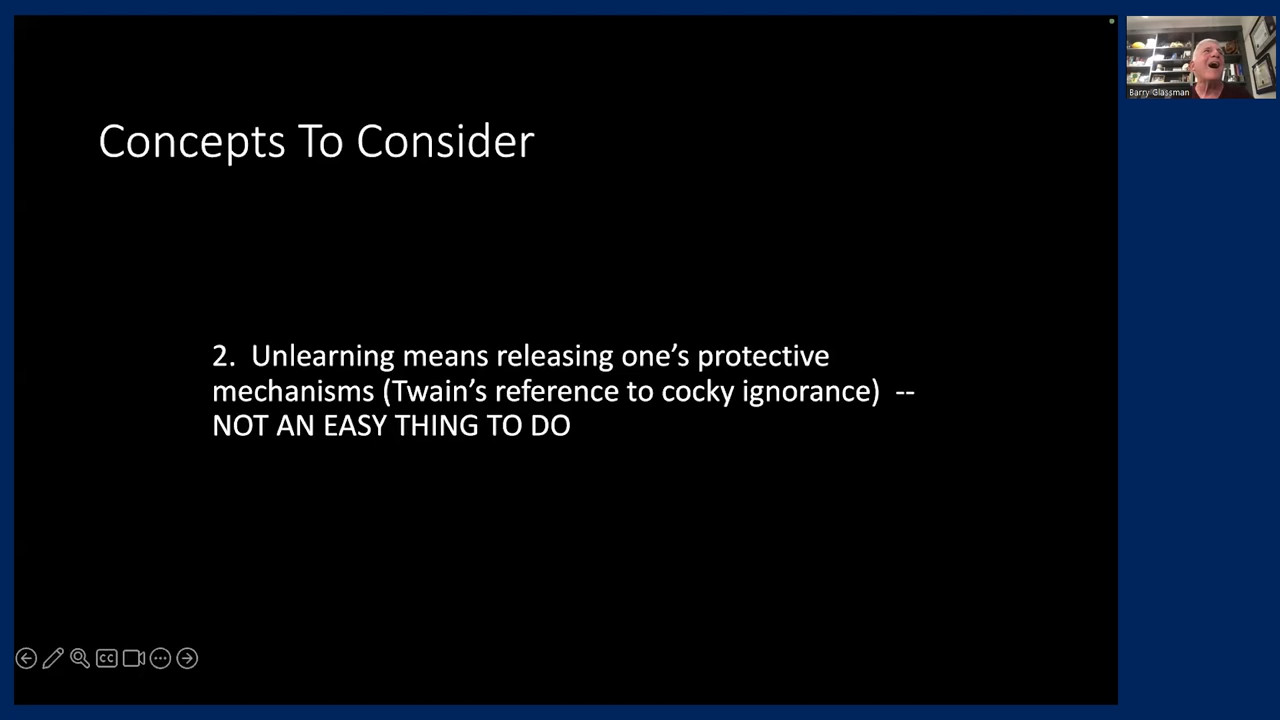 Concepts To Consider
2.  Unlearning means releasing one’s protective
mechanisms (Twain’s reference to cocky ignorance)  --
NOT AN EASY THING TO DO
Barry Glassman
CC